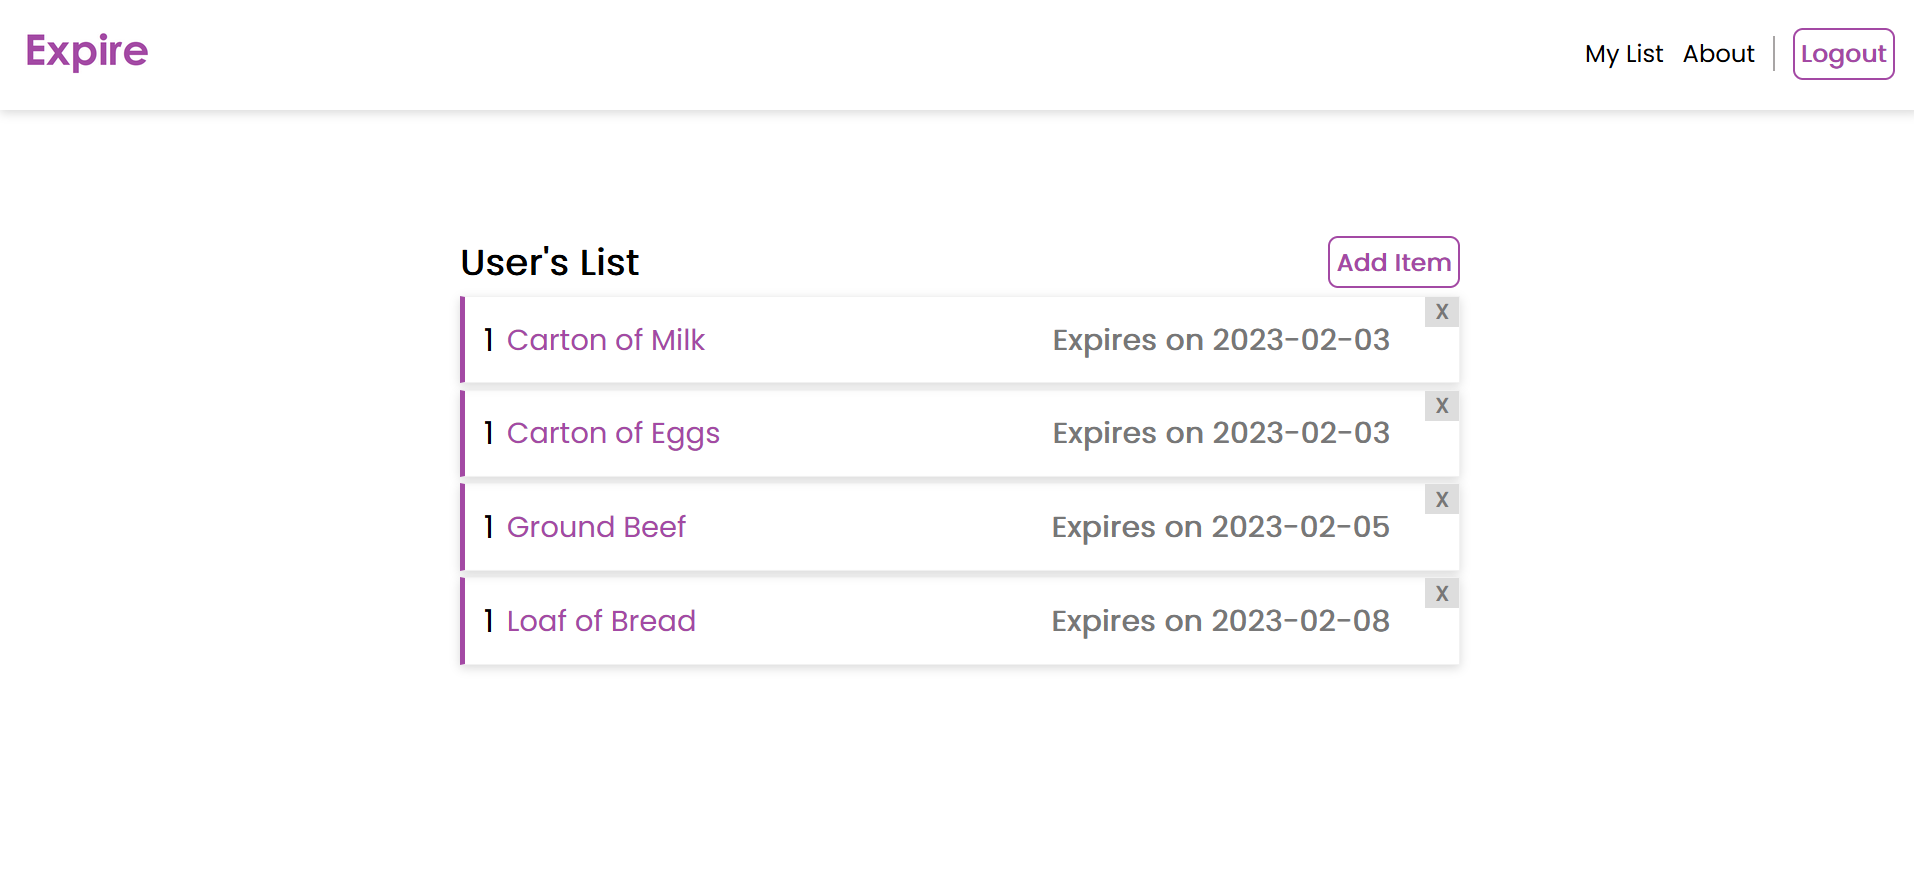 Expire
My List About Logout
User's List Add Item
1 Carton of Milk Expires on 2023-02-03 X
1 Carton of Eggs Expires on 2023-02-03 X
1 Ground Beef Expires on 2023-02-05 X
1 Loaf of Bread Expires on 2023-02-08 X